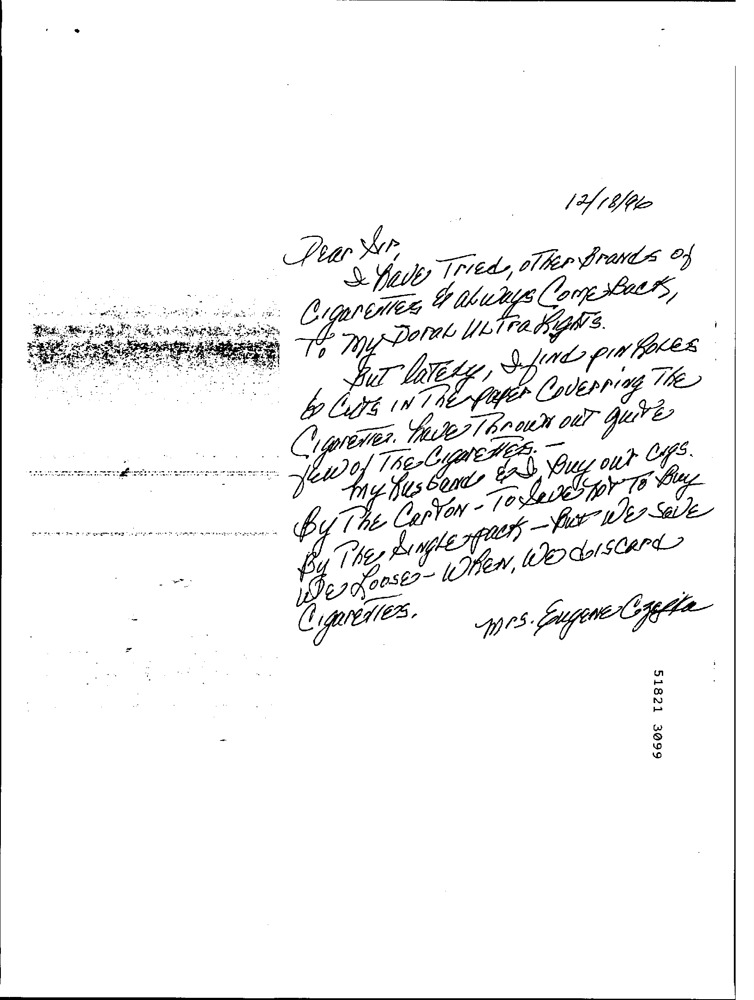 12/18/96
Dear Sir,
I have Tried, other Brands of
Cigarettes & always Come Back,
To My Doral Ultra Lights.
But lately, I find pin holes
to Cuts in The paper Covering The
Cigarettes. have Thrown out quite
few of The Cigarettes. —
My Husband & I Buy our Cigs.
By The Carton - To Save not To Buy
By The Single pack - But We Save
We Loose - When, We discard
Cigarettes.
Mrs. Eugene
51821 3099